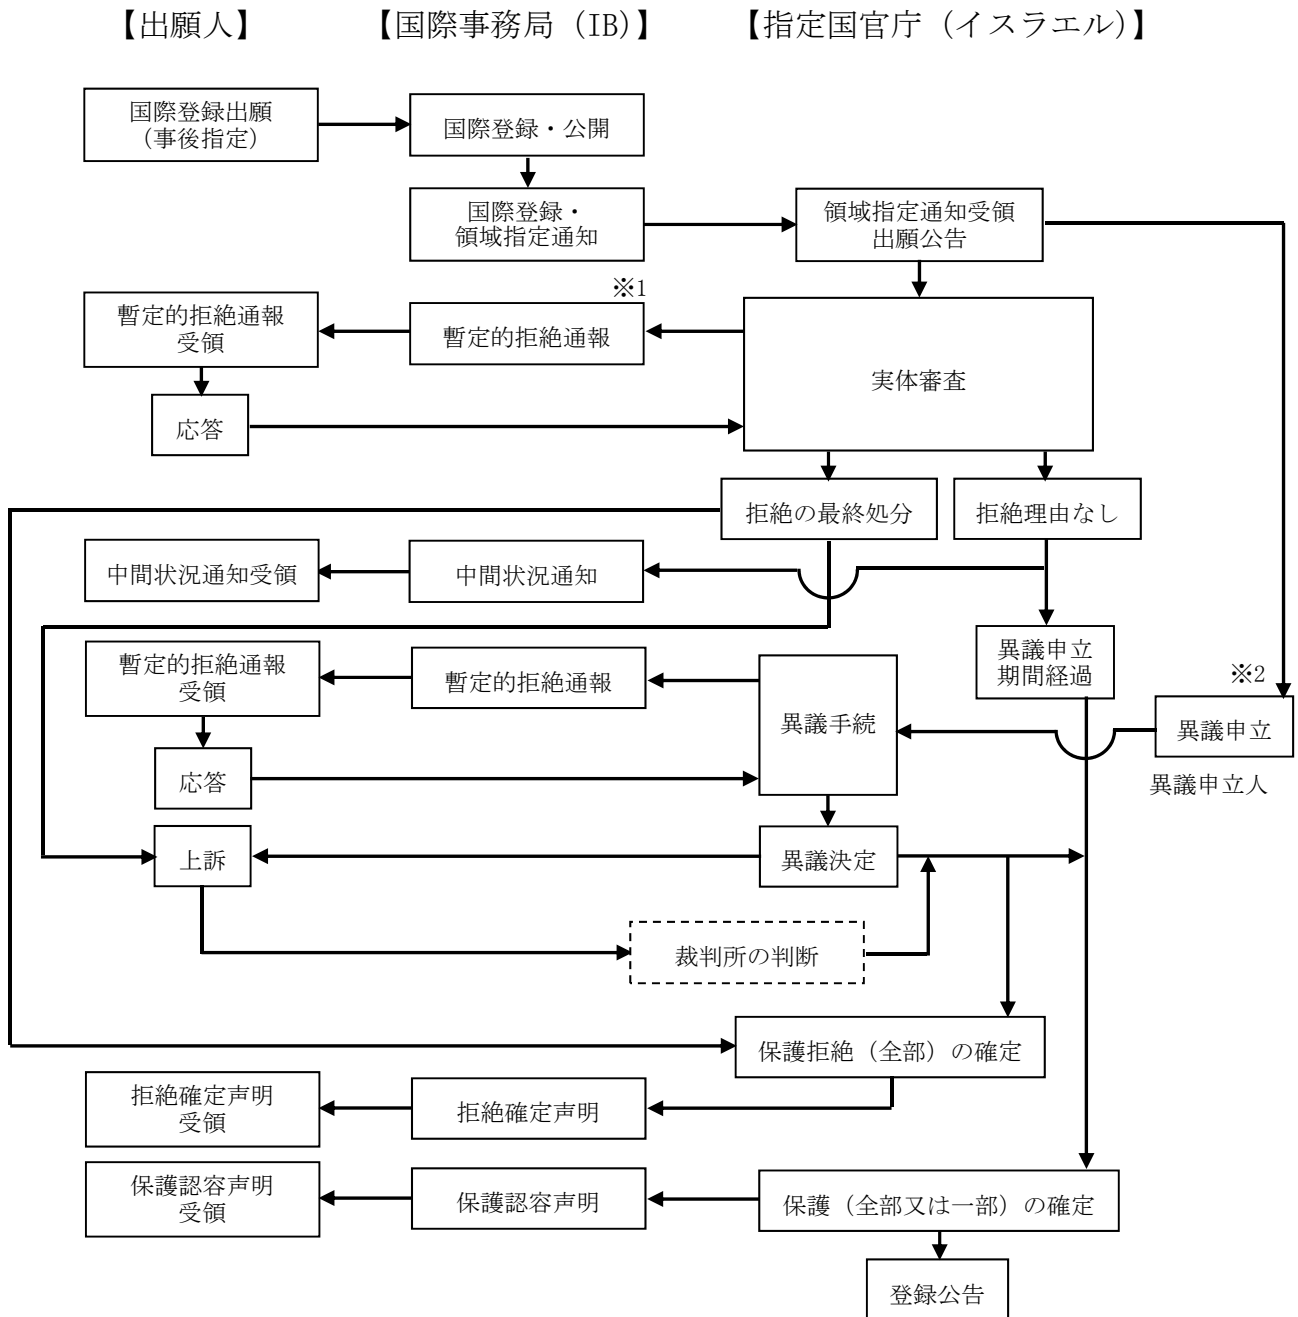 【出願人】 【国際事務局（IB）】 【指定国官庁（イスラエル）】
国際登録出願
（事後指定）
国際登録・公開
国際登録・
領域指定通知
領域指定通知受領
出願公告
※1
暫定的拒絶通報
受領
暫定的拒絶通報
実体審査
応答
拒絶の最終処分
拒絶理由なし
中間状況通知受領
中間状況通知
異議申立
期間経過
暫定的拒絶通報
受領
暫定的拒絶通報
異議手続
※2
異議申立
異議申立人
応答
上訴
異議決定
裁判所の判断
保護拒絶（全部）の確定
拒絶確定声明
受領
拒絶確定声明
保護認容声明
受領
保護認容声明
保護（全部又は一部）の確定
登録公告